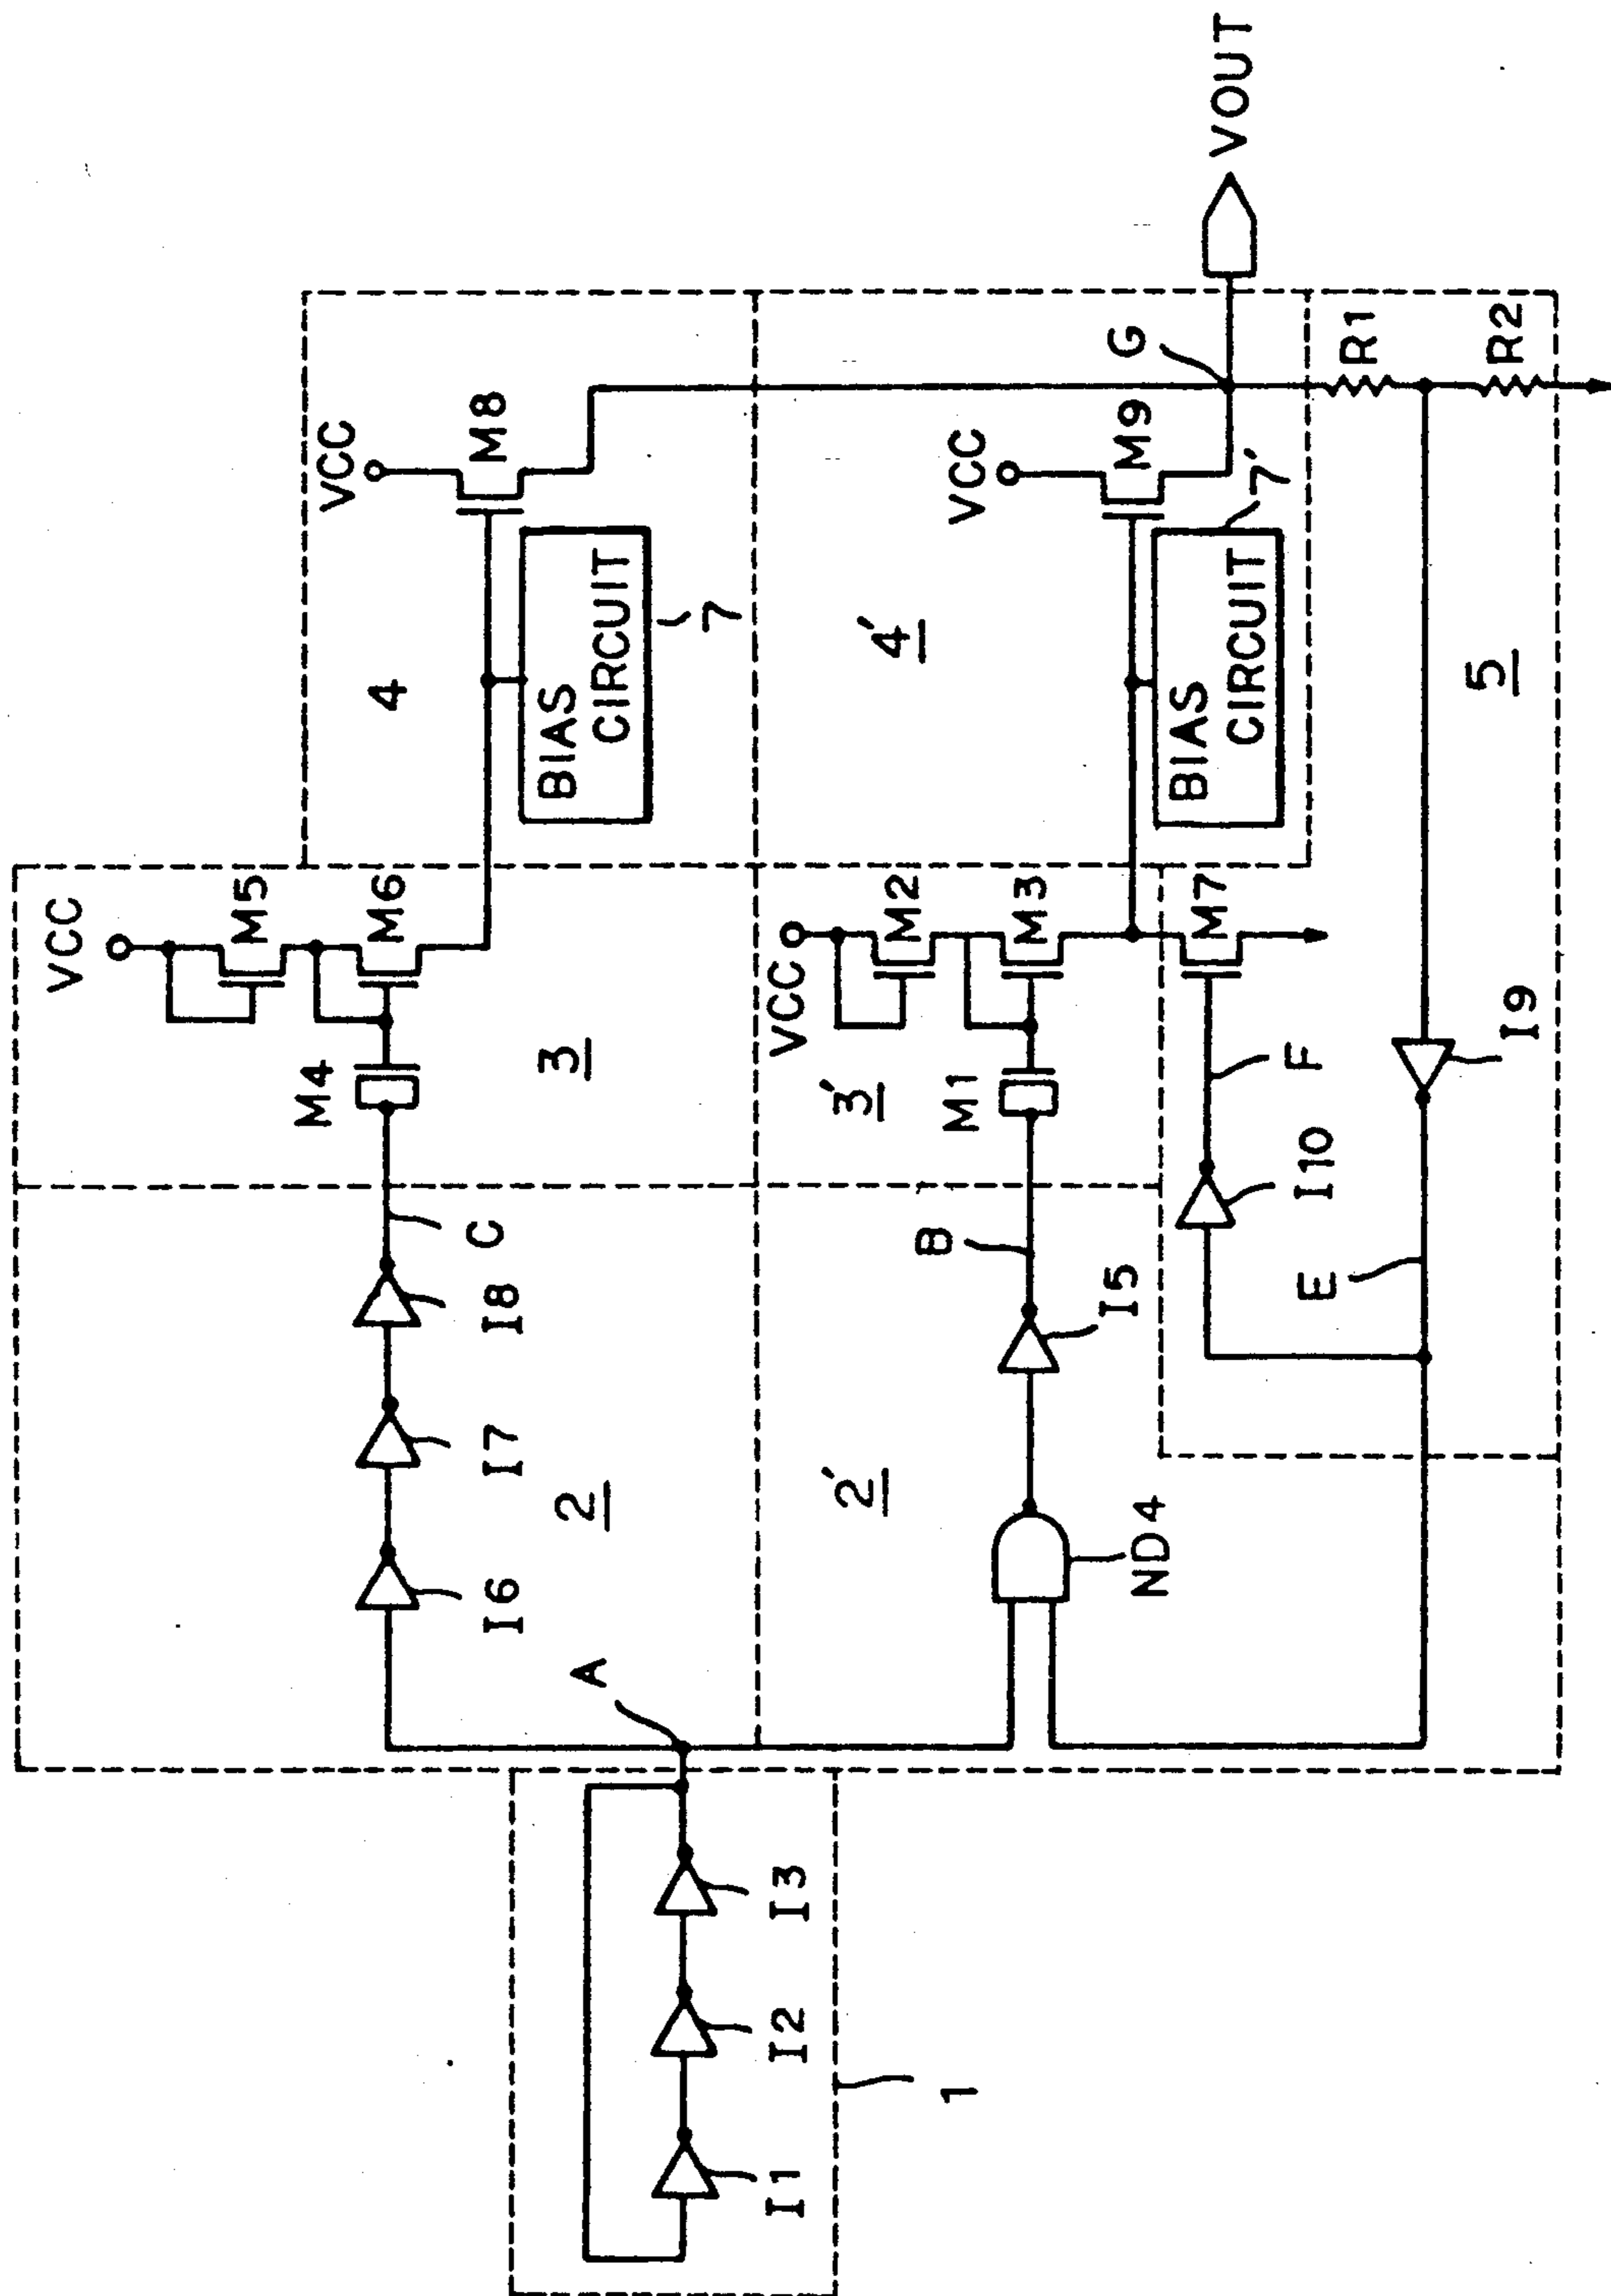 VCC
M5
M6
M4
3
VCC
M8
4
BIAS
CIRCUIT
7
C
I8
I7
I6
2
A
I1
I2
I3
1
VCC
M2
M3
M1
3'
VCC
M9
4'
BIAS
CIRCUIT
7'
G
VOUT
B
I5
ND4
2'
M7
F
I10
E
I9
5
R1
R2